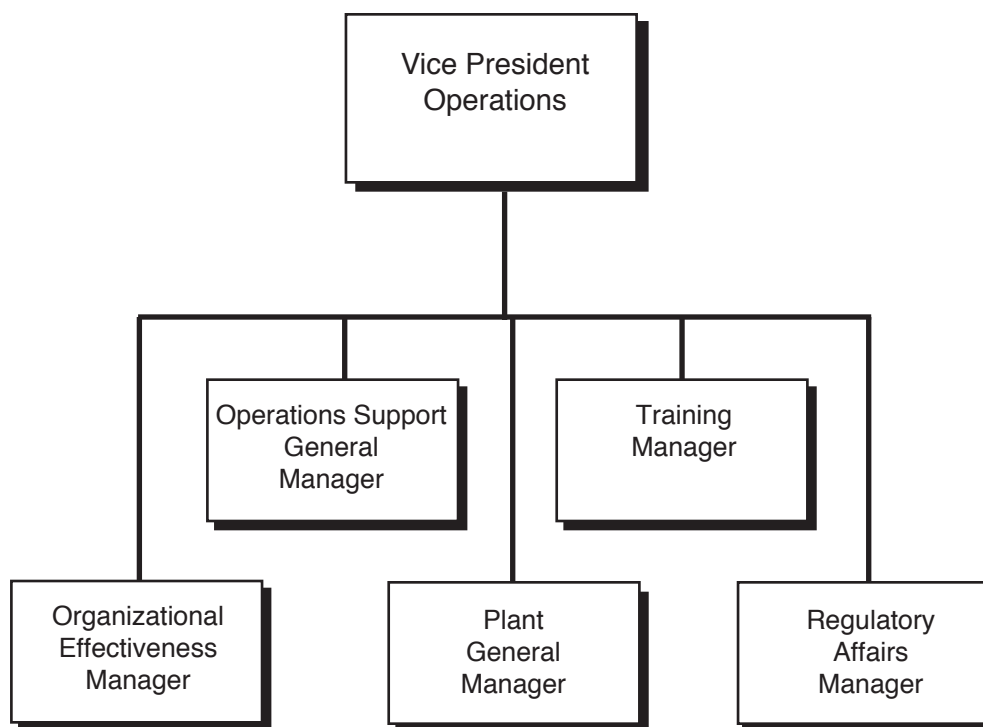 Vice President
Operations
Operations Support
General
Manager
Training
Manager
Organizational
Effectiveness
Manager
Plant
General
Manager
Regulatory
Affairs
Manager